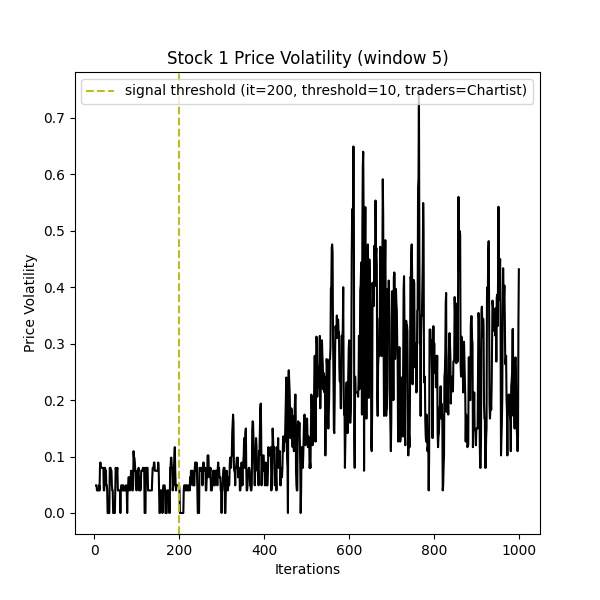 Stock 1 Price Volatility (window 5)
signal threshold (it=200, threshold=10, traders=Chartist)
0.7
0.6
0.5
0.4
0.3
0.2
0.1
0.0
Price Volatility
0 200 400 600 800 1000
Iterations